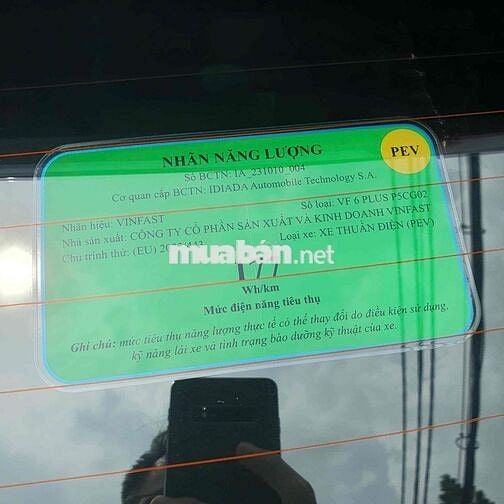 NHÃN NĂNG LƯỢNG
PEV
Số BCTN: IA_231010_004
Cơ quan cấp BCTN: IDIADA Automobile Technology S.A.
Nhãn hiệu: VINFAST
Số loại: VF 6 PLUS P5CG02
Nhà sản xuất: CÔNG TY CỔ PHẦN SẢN XUẤT VÀ KINH DOANH VINFAST
Chu trình thử: (EU)
Loại xe: XE THUẦN ĐIỆN (PEV)
muabán.net
Wh/km
Mức điện năng tiêu thụ
Ghi chú: mức tiêu thụ năng lượng thực tế có thể thay đổi do điều kiện sử dụng,
kỹ năng lái xe và tình trạng bảo dưỡng kỹ thuật của xe.